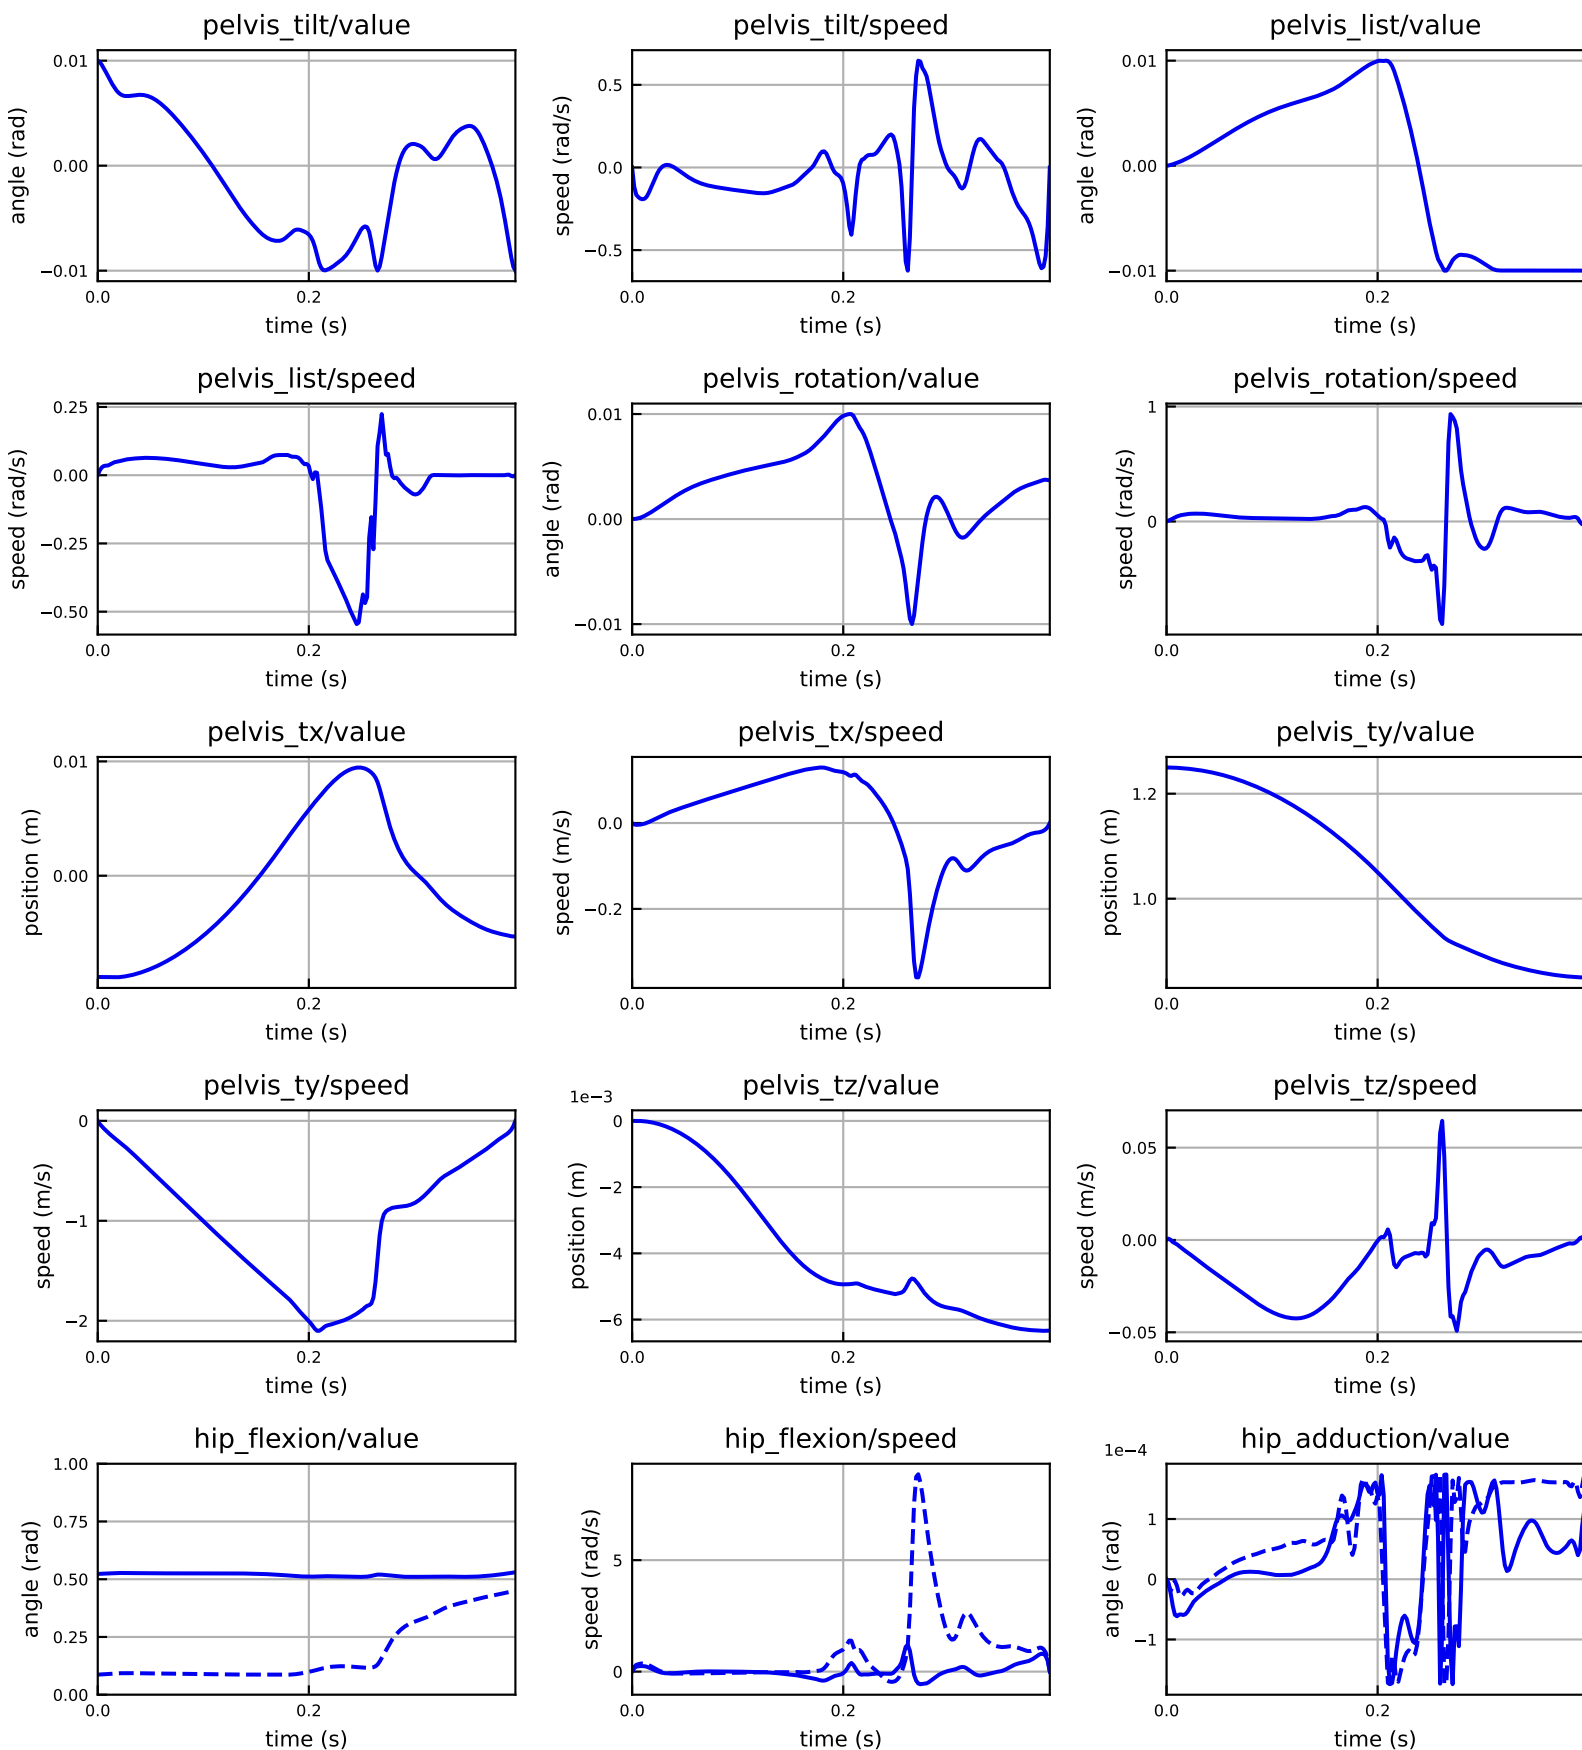 pelvis_tilt/value
0.01
0.00
−0.01
angle (rad)
0.0
0.2
time (s)
pelvis_tilt/speed
0.5
0.0
−0.5
speed (rad/s)
0.0
0.2
time (s)
pelvis_list/value
0.01
0.00
−0.01
angle (rad)
0.0
0.2
time (s)
pelvis_list/speed
0.25
0.00
−0.25
−0.50
speed (rad/s)
0.0
0.2
time (s)
pelvis_rotation/value
0.01
0.00
−0.01
angle (rad)
0.0
0.2
time (s)
pelvis_rotation/speed
1
0
speed (rad/s)
0.0
0.2
time (s)
pelvis_tx/value
0.01
0.00
position (m)
0.0
0.2
time (s)
pelvis_tx/speed
0.0
−0.2
speed (m/s)
0.0
0.2
time (s)
pelvis_ty/value
1.2
1.0
position (m)
0.0
0.2
time (s)
pelvis_ty/speed
0
−1
−2
speed (m/s)
0.0
0.2
time (s)
pelvis_tz/value
1e−3
0
−2
−4
−6
position (m)
0.0
0.2
time (s)
pelvis_tz/speed
0.05
0.00
−0.05
speed (m/s)
0.0
0.2
time (s)
hip_flexion/value
1.00
0.75
0.50
0.25
0.00
angle (rad)
0.0
0.2
time (s)
hip_flexion/speed
5
0
speed (rad/s)
0.0
0.2
time (s)
hip_adduction/value
1e−4
1
0
−1
angle (rad)
0.0
0.2
time (s)